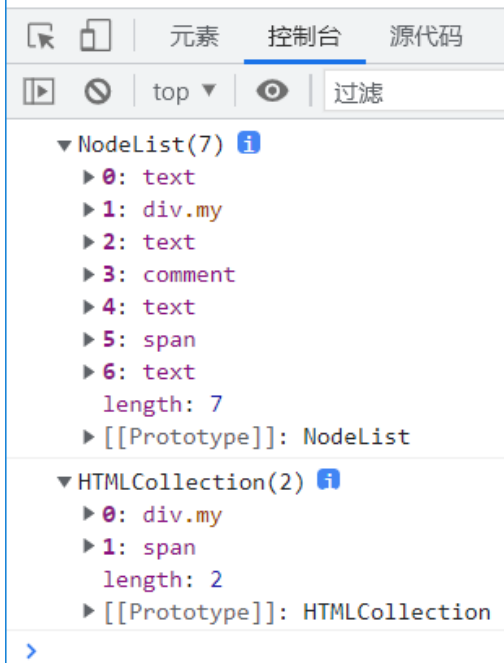 元素 控制台 源代码
top 过滤
NodeList(7) i
0: text
1: div.my
2: text
3: comment
4: text
5: span
6: text
length: 7
[[Prototype]]: NodeList
HTMLCollection(2) i
0: div.my
1: span
length: 2
[[Prototype]]: HTMLCollection